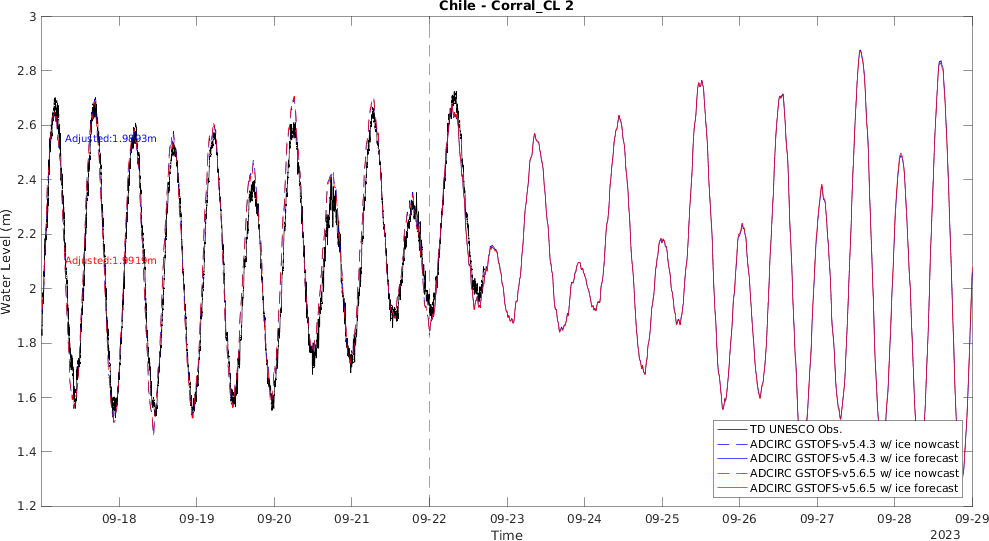 Chile - Corral_CL 2
Water Level (m)
3
2.8
2.6
2.4
2.2
2
1.8
1.6
1.4
1.2
Adjusted:1.9893m
Adjusted:1.9919m
TD UNESCO Obs.
ADCIRC GSTOFS-v5.4.3 w/ ice nowcast
ADCIRC GSTOFS-v5.4.3 w/ ice forecast
ADCIRC GSTOFS-v5.6.5 w/ ice nowcast
ADCIRC GSTOFS-v5.6.5 w/ ice forecast
09-18 09-19 09-20 09-21 09-22 09-23 09-24 09-25 09-26 09-27 09-28 09-29
Time
2023